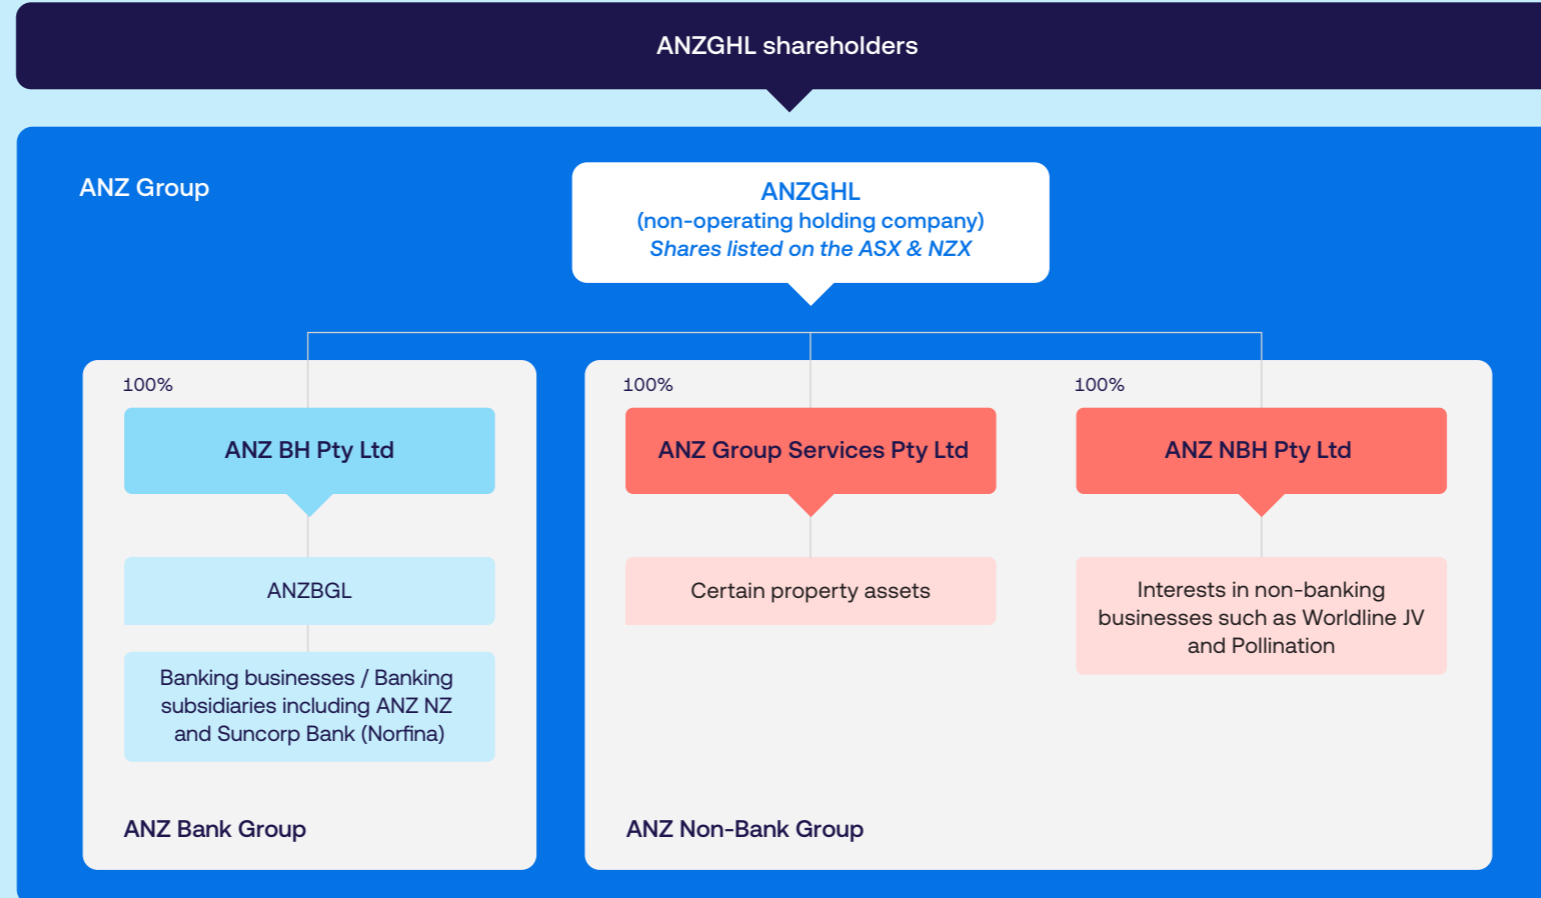 ANZGHL shareholders
ANZ Group
ANZGHL
(non-operating holding company)
Shares listed on the ASX & NZX
100%
ANZ BH Pty Ltd
ANZBGL
Banking businesses / Banking
subsidiaries including ANZ NZ
and Suncorp Bank (Norfina)
ANZ Bank Group
100%
ANZ Group Services Pty Ltd
Certain property assets
100%
ANZ NBH Pty Ltd
Interests in non-banking
businesses such as Worldline JV
and Pollination
ANZ Non-Bank Group